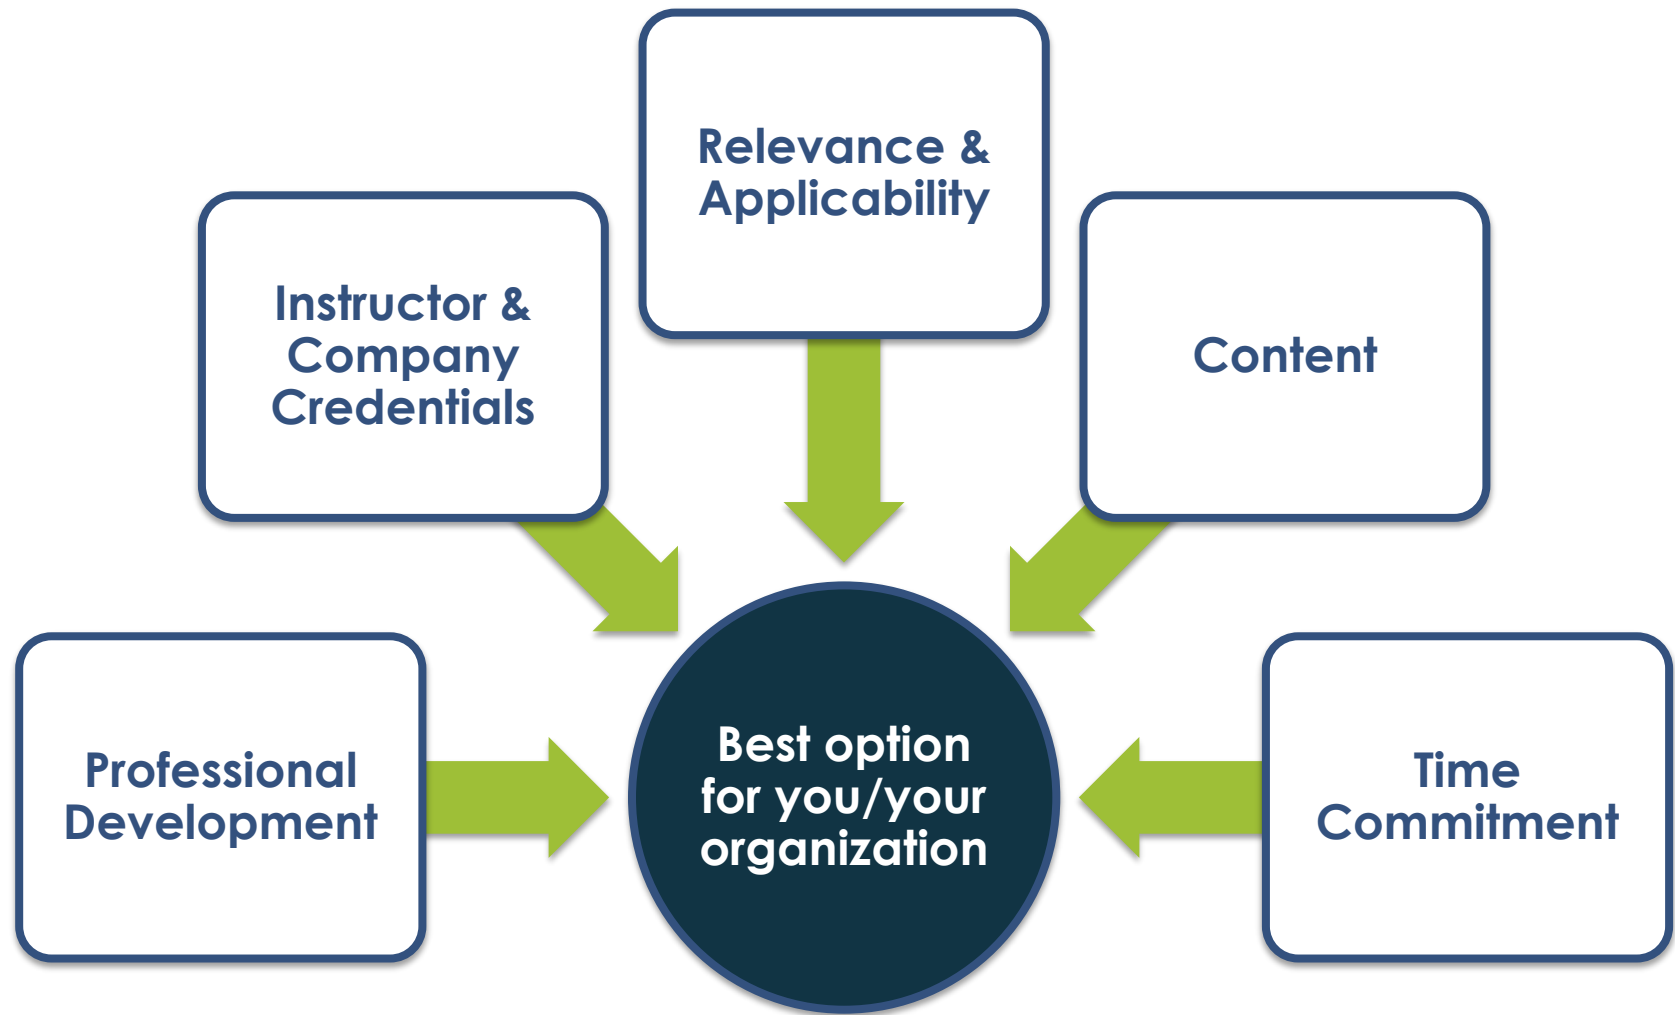 Relevance &
Applicability
Instructor &
Company
Credentials
Content
Professional
Development
Best option
for you/your
organization
Time
Commitment